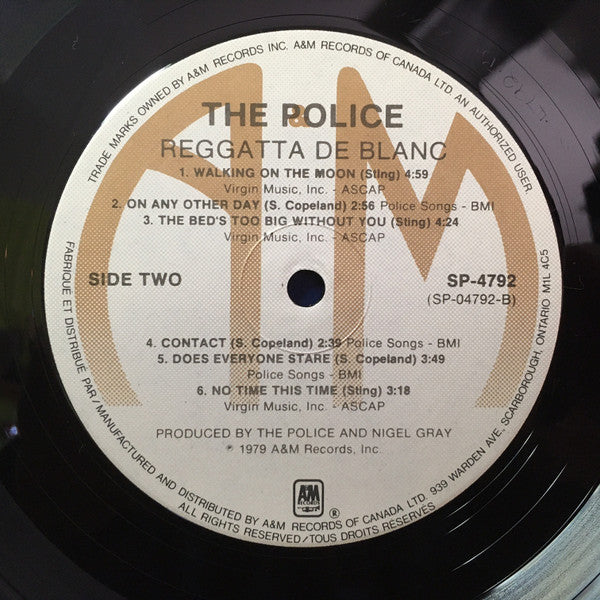 TRADE MARKS OWNED BY A&M RECORDS INC. A&M RECORDS OF CANADA LTD. AN AUTHORIZED USER.
&
THE POLICE
REGGATTA DE BLANC
1. WALKING ON THE MOON (Sting) 4:59
Virgin Music, Inc. - ASCAP
2. ON ANY OTHER DAY (S. Copeland) 2:56 Police Songs - BMI
3. THE BED'S TOO BIG WITHOUT YOU (Sting) 4:24
Virgin Music, Inc. - ASCAP
A M
SIDE TWO
SP-4792
(SP-04792-B)
4. CONTACT (S. Copeland) 2:39 Police Songs - BMI
5. DOES EVERYONE STARE (S. Copeland) 3:49
Police Songs - BMI
6. NO TIME THIS TIME (Sting) 3:18
Virgin Music, Inc. - ASCAP
PRODUCED BY THE POLICE AND NIGEL GRAY
℗ 1979 A&M Records, Inc.
A&M
RECORDS
®
FABRIQUÉ ET DISTRIBUÉ PAR/MANUFACTURED AND DISTRIBUTED BY A&M RECORDS OF CANADA LTD. 939 WARDEN AVE., SCARBOROUGH, ONTARIO M1L 4C5
ALL RIGHTS RESERVED/TOUS DROITS RESERVÉS